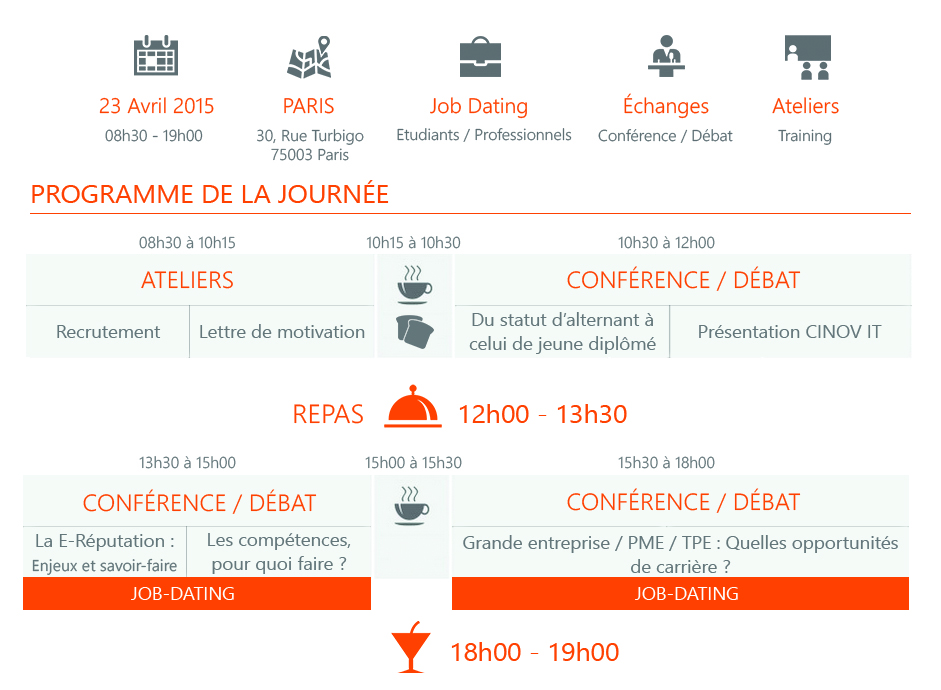 23 Avril 2015
08h30 - 19h00
PARIS
30, Rue Turbigo
75003 Paris
Job Dating
Etudiants / Professionnels
Échanges
Conférence / Débat
Ateliers
Training
PROGRAMME DE LA JOURNÉE
08h30 à 10h15
ATELIERS
Recrutement
Lettre de motivation
10h15 à 10h30
10h30 à 12h00
CONFÉRENCE / DÉBAT
Du statut d’alternant à
celui de jeune diplômé
Présentation CINOV IT
REPAS
12h00 - 13h30
13h30 à 15h00
CONFÉRENCE / DÉBAT
La E-Réputation :
Enjeux et savoir-faire
Les compétences,
pour quoi faire ?
JOB-DATING
15h00 à 15h30
15h30 à 18h00
CONFÉRENCE / DÉBAT
Grande entreprise / PME / TPE : Quelles opportunités
de carrière ?
JOB-DATING
18h00 - 19h00